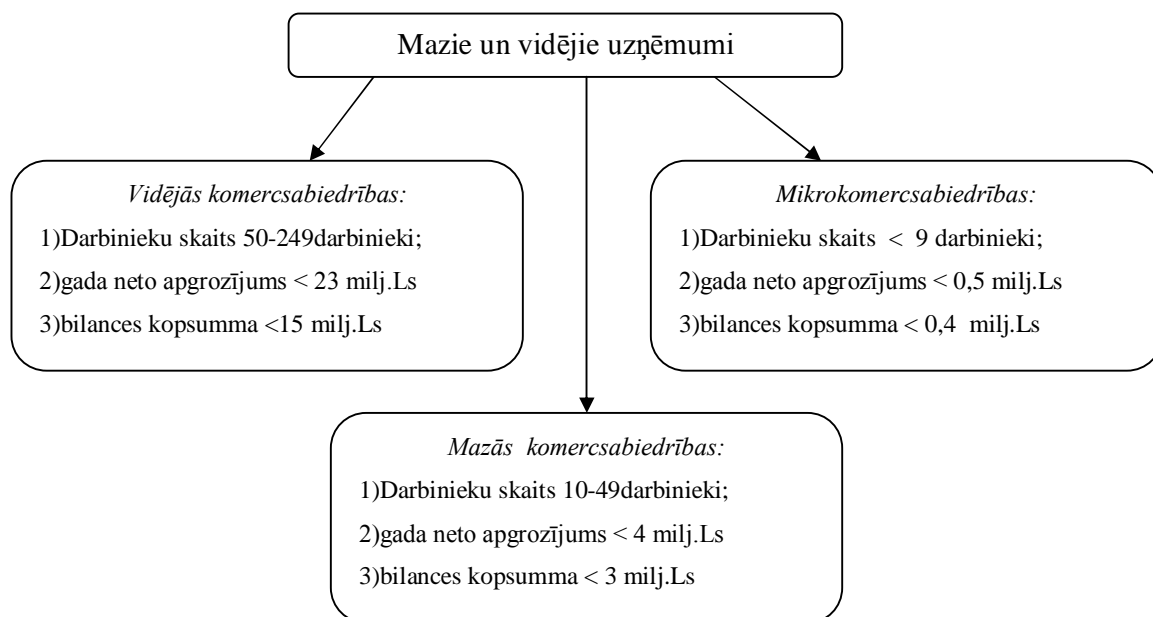 Mazie un vidējie uzņēmumi
Vidējās komercsabiedrības:
1)Darbinieku skaits 50-249darbinieki;
2)gada neto apgrozījums < 23 milj.Ls
3)bilances kopsumma <15 milj.Ls
Mikrokomercsabiedrības:
1)Darbinieku skaits < 9 darbinieki;
2)gada neto apgrozījums < 0,5 milj.Ls
3)bilances kopsumma < 0,4 milj.Ls
Mazās komercsabiedrības:
1)Darbinieku skaits 10-49darbinieki;
2)gada neto apgrozījums < 4 milj.Ls
3)bilances kopsumma < 3 milj.Ls